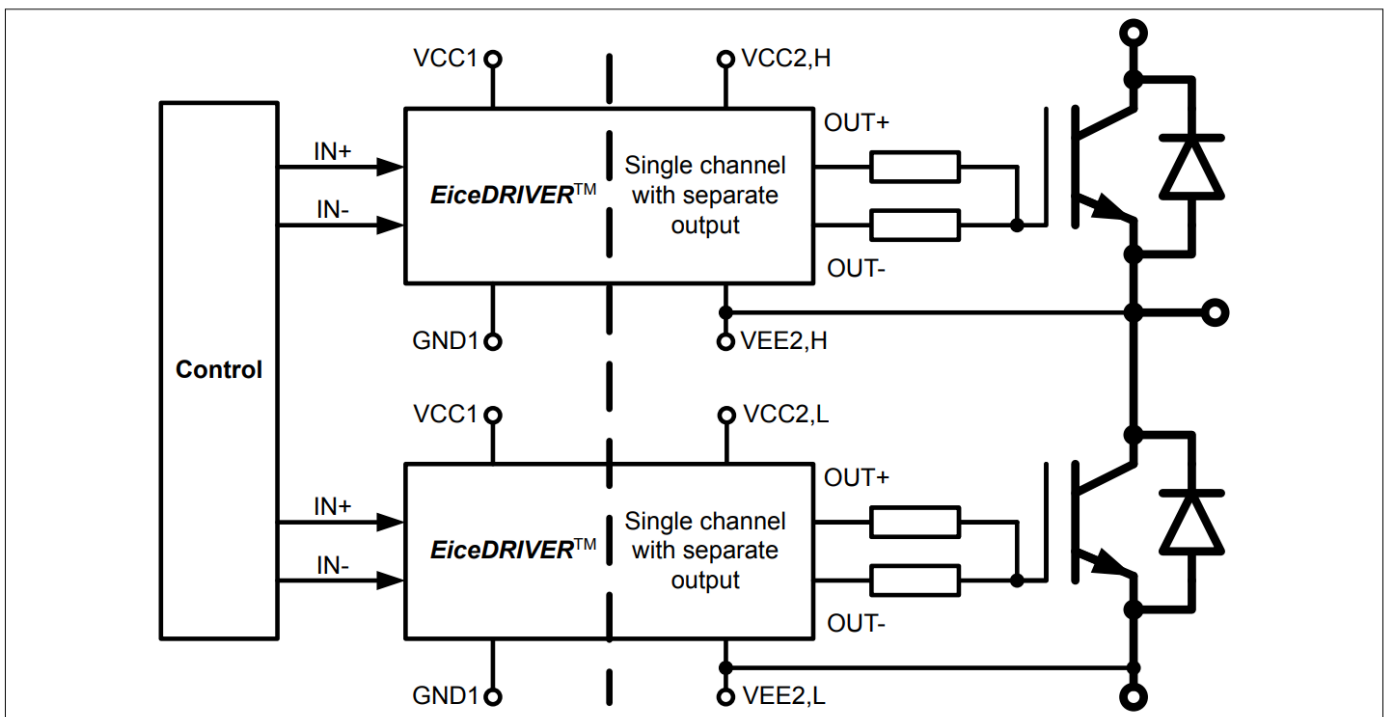 VCC1
VCC2,H
OUT+
IN+
IN-
EiceDRIVER™
Single channel
with separate
output
OUT-
GND1
VEE2,H
Control
VCC1
VCC2,L
OUT+
IN+
IN-
EiceDRIVER™
Single channel
with separate
output
OUT-
GND1
VEE2,L